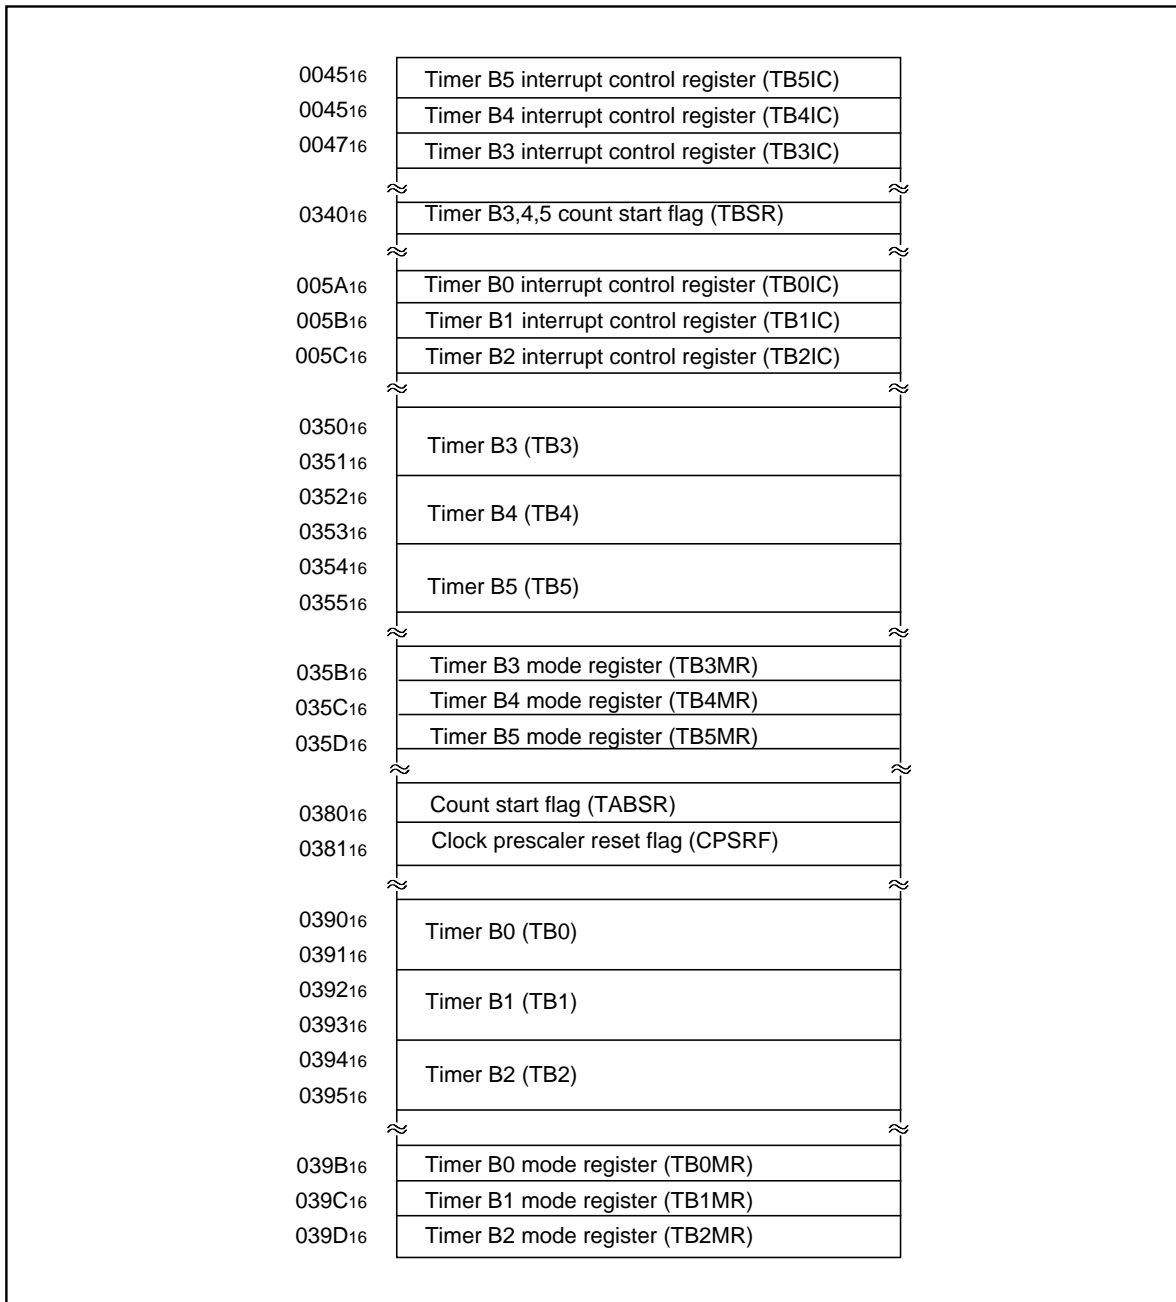 004516 Timer B5 interrupt control register (TB5IC)
004516 Timer B4 interrupt control register (TB4IC)
004716 Timer B3 interrupt control register (TB3IC)
034016 Timer B3,4,5 count start flag (TBSR)
005A16 Timer B0 interrupt control register (TB0IC)
005B16 Timer B1 interrupt control register (TB1IC)
005C16 Timer B2 interrupt control register (TB2IC)
035016
Timer B3 (TB3)
035116
035216
Timer B4 (TB4)
035316
035416
Timer B5 (TB5)
035516
035B16 Timer B3 mode register (TB3MR)
035C16 Timer B4 mode register (TB4MR)
035D16 Timer B5 mode register (TB5MR)
038016 Count start flag (TABSR)
038116 Clock prescaler reset flag (CPSRF)
039016
Timer B0 (TB0)
039116
039216
Timer B1 (TB1)
039316
039416
Timer B2 (TB2)
039516
039B16 Timer B0 mode register (TB0MR)
039C16 Timer B1 mode register (TB1MR)
039D16 Timer B2 mode register (TB2MR)